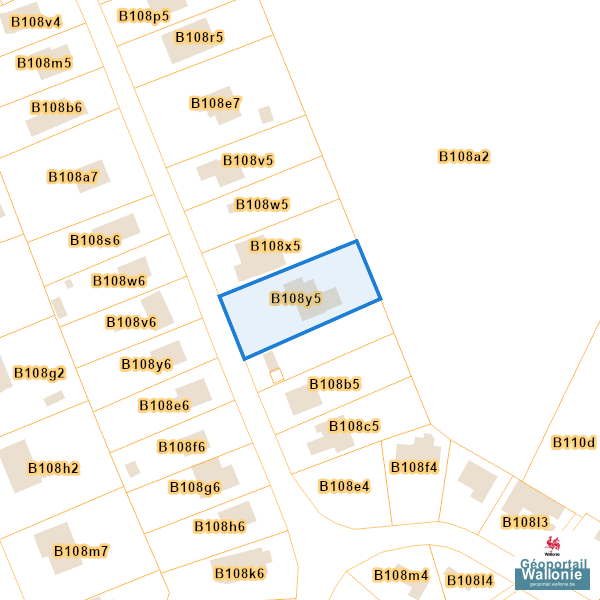 B108p5
B108v4
B108r5
B108m5
B108e7
B108b6
B108a2
B108v5
B108a7
B108w5
B108s6
B108x5
B108w6
B108y5
B108v6
B108y6
B108g2
B108b5
B108e6
B108c5
B110d
B108f6
B108h2
B108f4
B108g6
B108e4
B108l3
B108h6
B108m7
Wallonie
Géoportail
Wallonie
geoportail.wallonie.be
B108k6
B108m4
B108l4